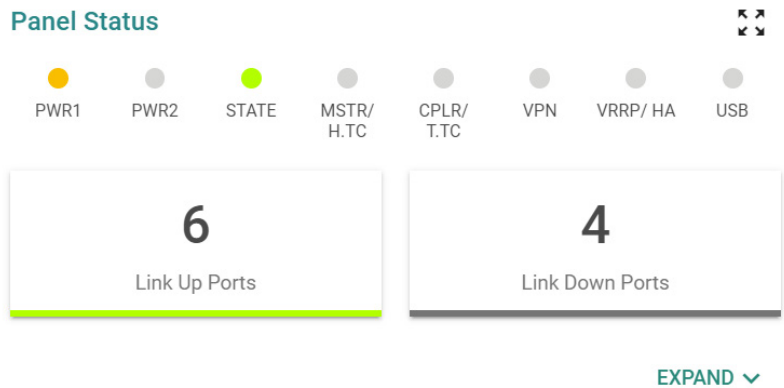 Panel Status
PWR1 PWR2 STATE MSTR/ CPLR/ VPN VRRP/ HA USB
H.TC T.TC
6 4
Link Up Ports Link Down Ports
EXPAND